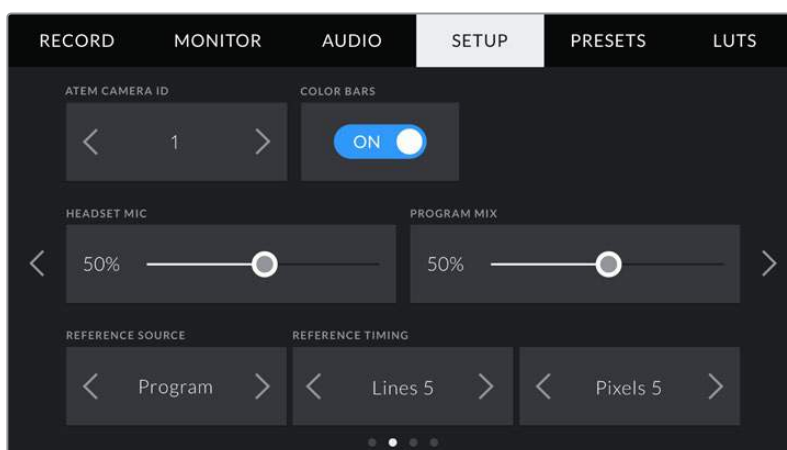 RECORD MONITOR AUDIO SETUP PRESETS LUTS
ATEM CAMERA ID COLOR BARS
1 ON
HEADSET MIC PROGRAM MIX
50% 50%
REFERENCE SOURCE REFERENCE TIMING
Program Lines 5 Pixels 5